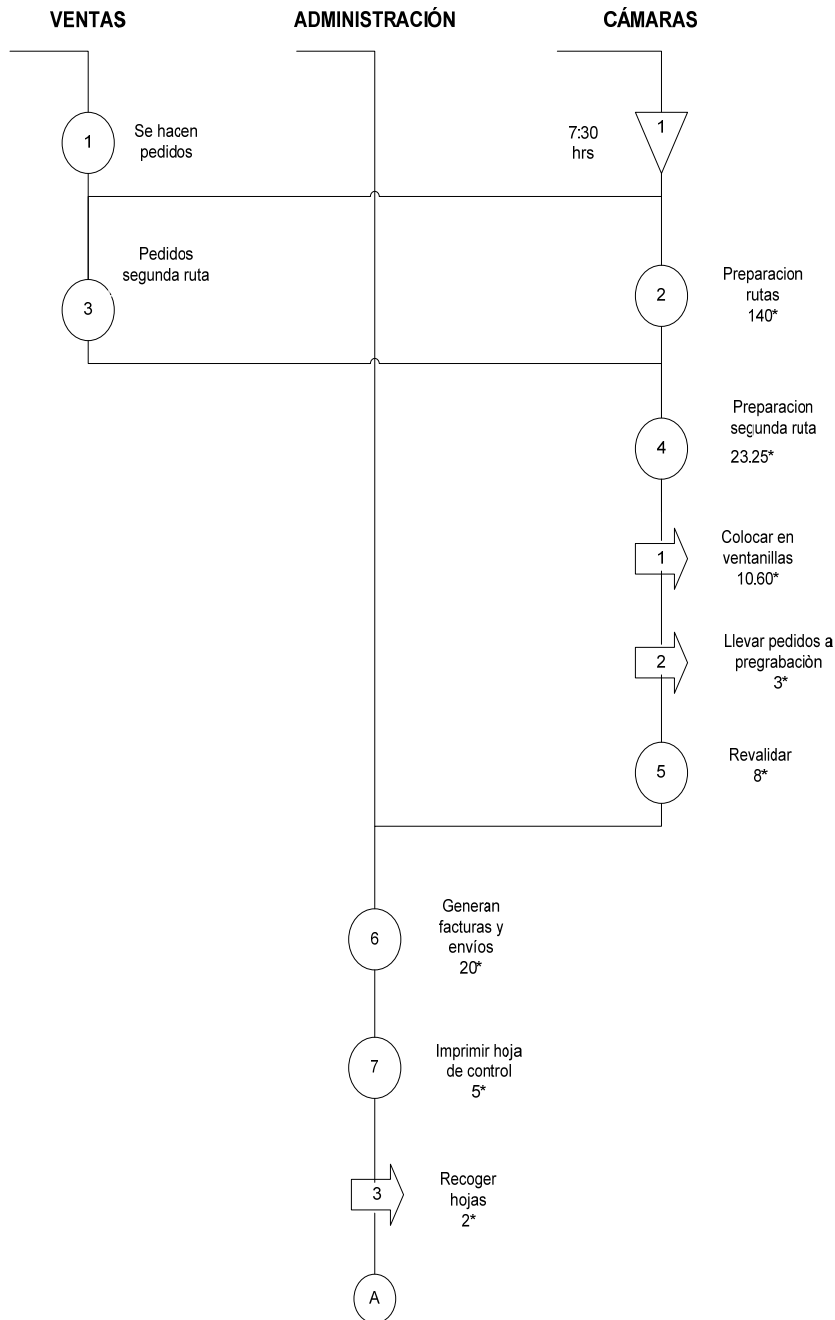 VENTAS
ADMINISTRACIÓN
CÁMARAS
1
Se hacen
pedidos
7:30
hrs
1
Pedidos
segunda ruta
3
2
Preparacion
rutas
140*
4
Preparacion
segunda ruta
23.25*
1
Colocar en
ventanillas
10.60*
2
Llevar pedidos a
pregrabaciòn
3*
5
Revalidar
8*
6
Generan
facturas y
envíos
20*
7
Imprimir hoja
de control
5*
3
Recoger
hojas
2*
A